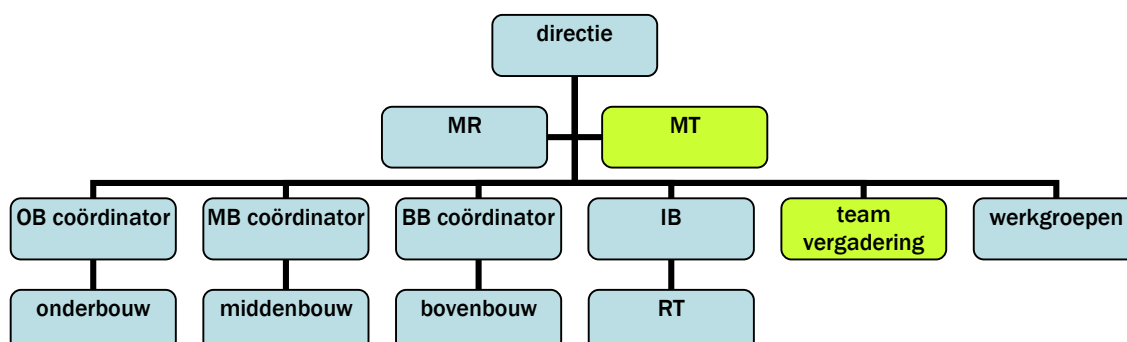 directie
MR
MT
OB coördinator
MB coördinator
BB coördinator
IB
team
vergadering
werkgroepen
onderbouw
middenbouw
bovenbouw
RT